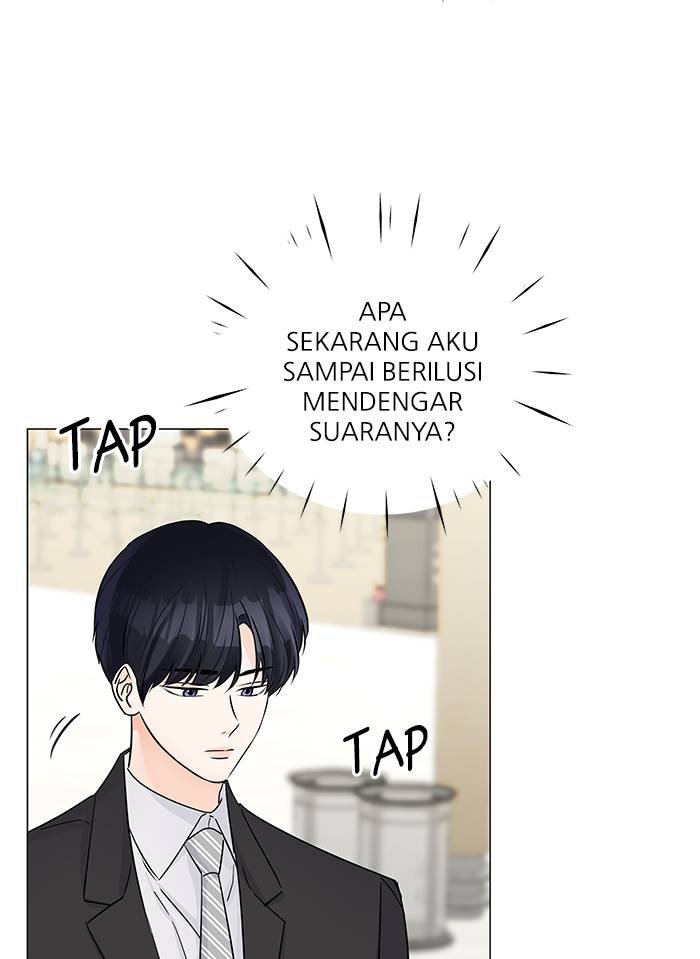 APA
SEKARANG AKU
SAMPAI BERILUSI
MENDENGAR
SUARANYA?
TAP
TAP